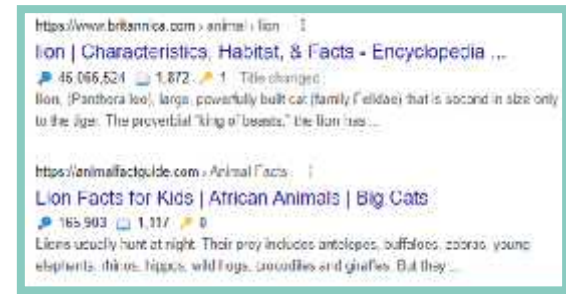 https://www.britannica.com › animal › lion
lion | Characteristics, Habitat, & Facts - Encyclopedia ...
46,066,524 1,872 1 Title changed
lion, (Panthera leo), large, powerfully built cat (family Felidae) that is second in size only
to the tiger. The proverbial "king of beasts," the lion has ...
https://animalfactguide.com › Animal Facts
Lion Facts for Kids | African Animals | Big Cats
165,903 1,117 0
Lions usually hunt at night. Their prey includes antelopes, buffaloes, zebras, young
elephants, rhinos, hippos, wild hogs, crocodiles and giraffes. But they ...